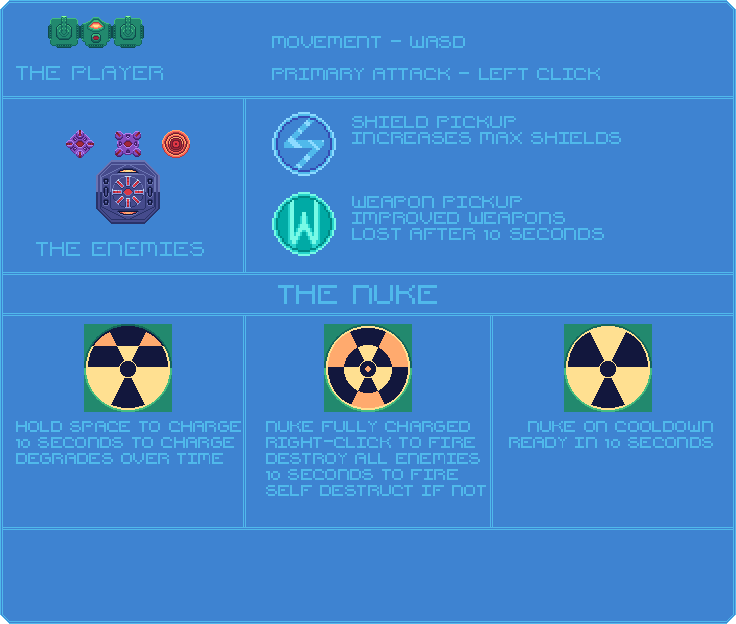 MOVEMENT - WASD
THE PLAYER
PRIMARY ATTACK - LEFT CLICK
THE ENEMIES
SHIELD PICKUP
INCREASES MAX SHIELDS
W
WEAPON PICKUP
IMPROVED WEAPONS
LOST AFTER 10 SECONDS
THE NUKE
HOLD SPACE TO CHARGE
10 SECONDS TO CHARGE
DEGRADES OVER TIME
NUKE FULLY CHARGED
RIGHT-CLICK TO FIRE
DESTROY ALL ENEMIES
10 SECONDS TO FIRE
SELF DESTRUCT IF NOT
NUKE ON COOLDOWN
READY IN 10 SECONDS